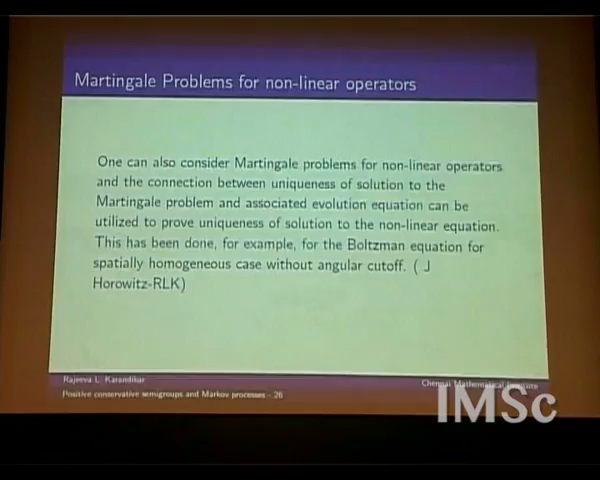 Martingale Problems for non-linear operators
One can also consider Martingale problems for non-linear operators
and the connection between uniqueness of solution to the
Martingale problem and associated evolution equation can be
utilized to prove uniqueness of solution to the non-linear equation.
This has been done, for example, for the Boltzman equation for
spatially homogeneous case without angular cutoff. ( J
Horowitz-RLK)
Rajeeva L. Karandikar
Chennai Mathematical Institute
Positive conservative semigroups and Markov processes - 26
IMSc